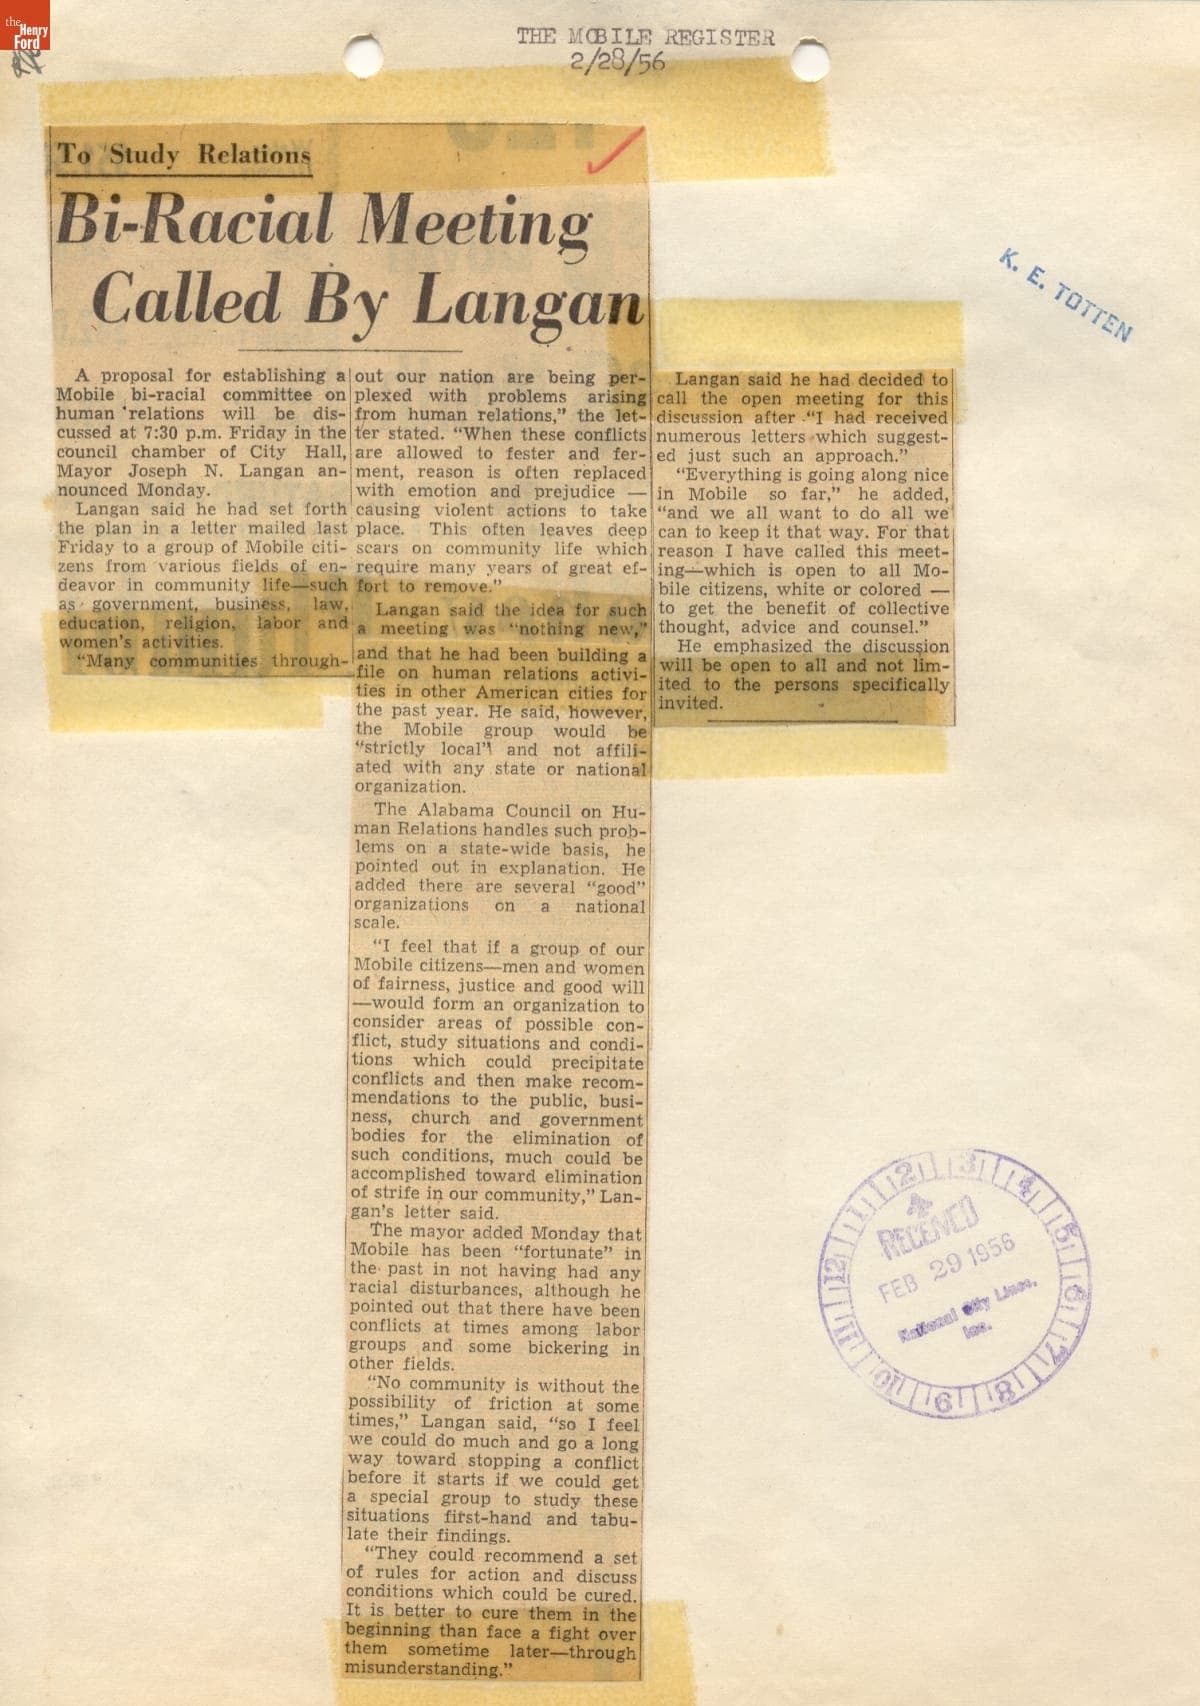 the
Henry
Ford
THE MOBILE REGISTER
2/28/56
K. E. TOTTEN
To Study Relations
Bi-Racial Meeting
Called By Langan
A proposal for establishing a
Mobile bi-racial committee on
human relations will be dis-
cussed at 7:30 p.m. Friday in the
council chamber of City Hall,
Mayor Joseph N. Langan an-
nounced Monday.
Langan said he had set forth
the plan in a letter mailed last
Friday to a group of Mobile citi-
zens from various fields of en-
deavor in community life—such
as government, business, law,
education, religion, labor and
women's activities.
"Many communities through-
out our nation are being per-
plexed with problems arising
from human relations," the let-
ter stated. "When these conflicts
are allowed to fester and fer-
ment, reason is often replaced
with emotion and prejudice —
causing violent actions to take
place. This often leaves deep
scars on community life which
require many years of great ef-
fort to remove."
Langan said the idea for such
a meeting was "nothing new,"
and that he had been building a
file on human relations activi-
ties in other American cities for
the past year. He said, however,
the Mobile group would be
"strictly local" and not affili-
ated with any state or national
organization.
The Alabama Council on Hu-
man Relations handles such prob-
lems on a state-wide basis, he
pointed out in explanation. He
added there are several "good"
organizations on a national
scale.
"I feel that if a group of our
Mobile citizens—men and women
of fairness, justice and good will
—would form an organization to
consider areas of possible con-
flict, study situations and condi-
tions which could precipitate
conflicts and then make recom-
mendations to the public, busi-
ness, church and government
bodies for the elimination of
such conditions, much could be
accomplished toward elimination
of strife in our community," Lan-
gan's letter said.
The mayor added Monday that
Mobile has been "fortunate" in
the past in not having had any
racial disturbances, although he
pointed out that there have been
conflicts at times among labor
groups and some bickering in
other fields.
"No community is without the
possibility of friction at some
times," Langan said, "so I feel
we could do much and go a long
way toward stopping a conflict
before it starts if we could get
a special group to study these
situations first-hand and tabu-
late their findings.
"They could recommend a set
of rules for action and discuss
conditions which could be cured.
It is better to cure them in the
beginning than face a fight over
them sometime later—through
misunderstanding."
Langan said he had decided to
call the open meeting for this
discussion after "I had received
numerous letters which suggest-
ed just such an approach."
"Everything is going along nice
in Mobile so far," he added,
"and we all want to do all we
can to keep it that way. For that
reason I have called this meet-
ing—which is open to all Mo-
bile citizens, white or colored —
to get the benefit of collective
thought, advice and counsel."
He emphasized the discussion
will be open to all and not lim-
ited to the persons specifically
invited.
12 1 2 3 4 5 6 7 8 9 10 11
RECEIVED
FEB 29 1956
National City Lines,
Inc.